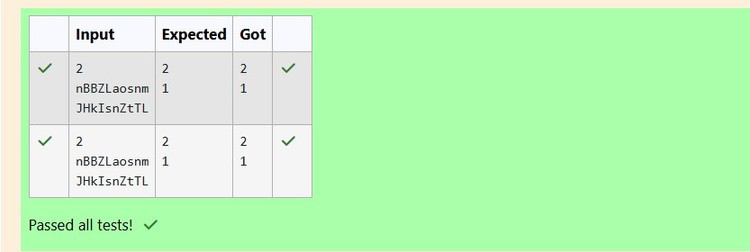 Input Expected Got
2 2 2
nBBZLaosnm 1 1
JHkIsnZtTL
2 2 2
nBBZLaosnm 1 1
JHkIsnZtTL
Passed all tests!